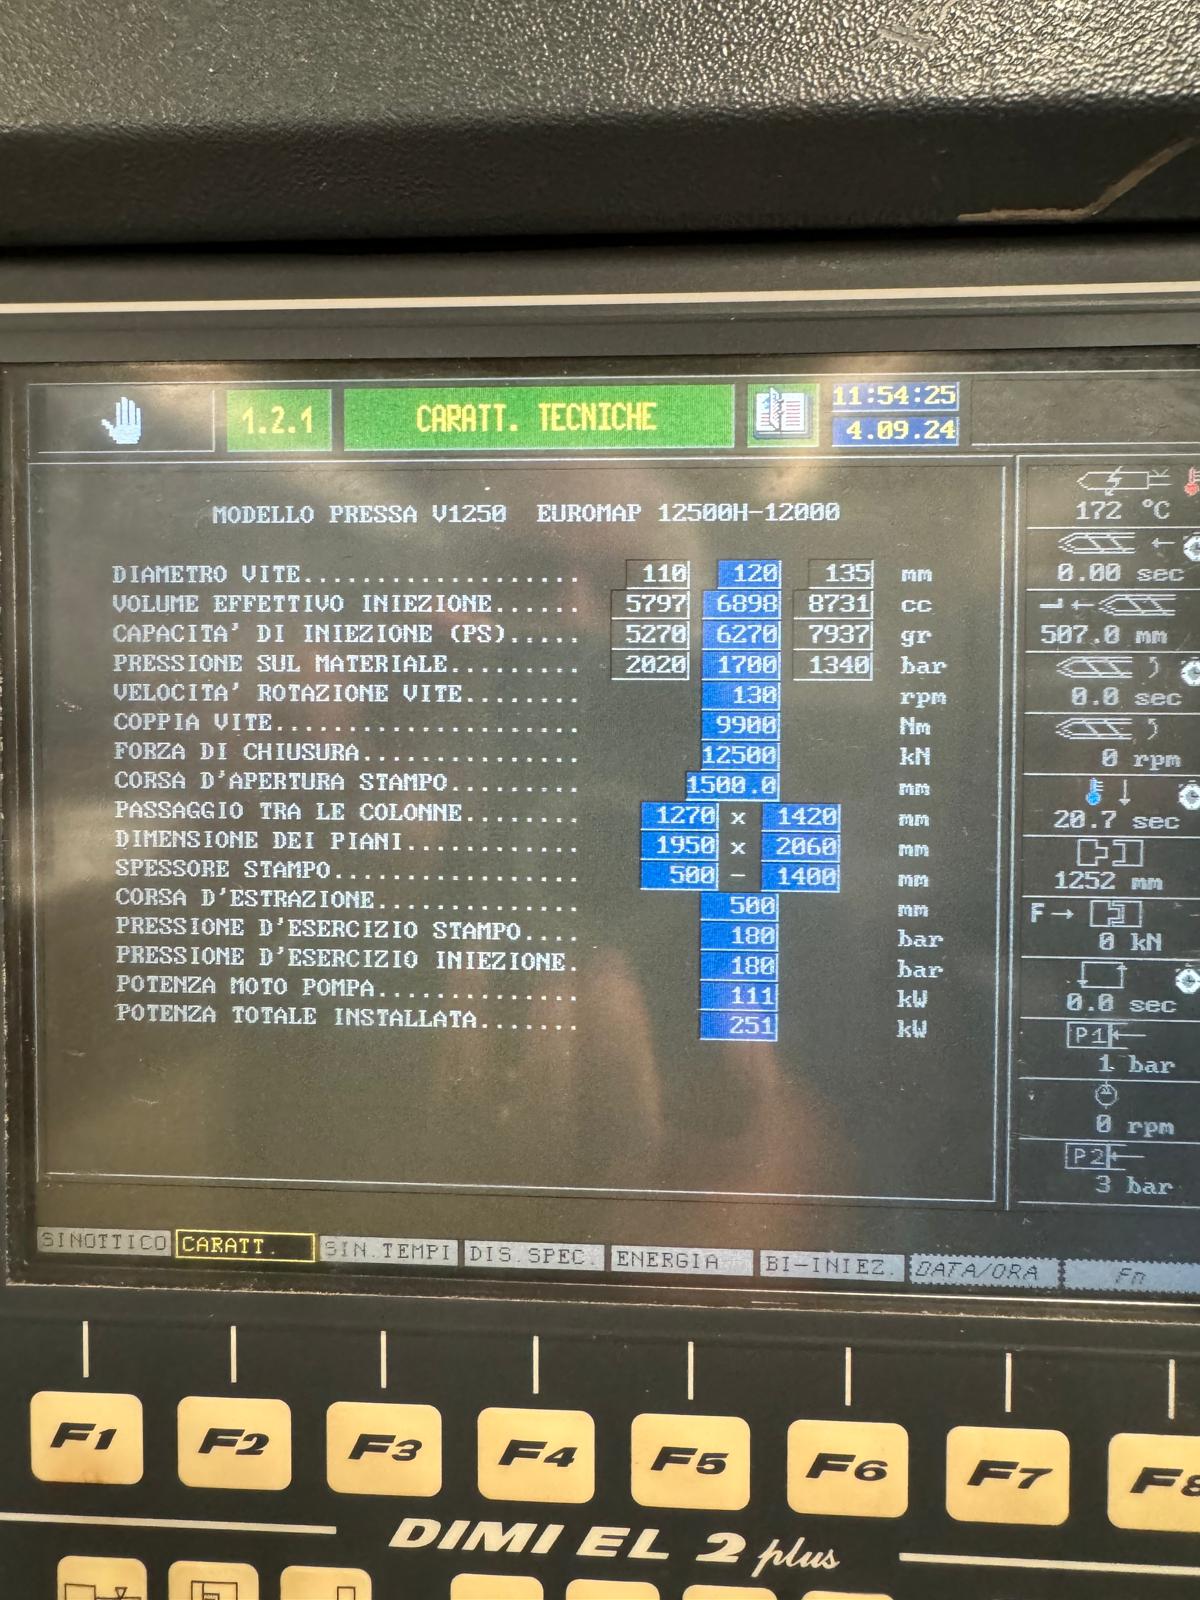 1.2.1 CARATT. TECNICHE 11:54:25
4.09.24
MODELLO PRESSA V1250 EUROMAP 12500H-12000
DIAMETRO VITE................... 110 120 135 mm
VOLUME EFFETTIVO INIEZIONE...... 5797 6898 8731 cc
CAPACITA' DI INIEZIONE (PS)..... 5270 6270 7937 gr
PRESSIONE SUL MATERIALE......... 2020 1700 1340 bar
VELOCITA' ROTAZIONE VITE........ 130 rpm
COPPIA VITE..................... 9900 Nm
FORZA DI CHIUSURA............... 12500 kN
CORSA D'APERTURA STAMPO......... 1500.0 mm
PASSAGGIO TRA LE COLONNE........ 1270 x 1420 mm
DIMENSIONE DEI PIANI............ 1950 x 2060 mm
SPESSORE STAMPO................. 500 - 1400 mm
CORSA D'ESTRAZIONE.............. 500 mm
PRESSIONE D'ESERCIZIO STAMPO.... 180 bar
PRESSIONE D'ESERCIZIO INIEZIONE. 180 bar
POTENZA MOTO POMPA.............. 111 kW
POTENZA TOTALE INSTALLATA....... 251 kW
172 °C
0.00 sec
507.0 mm
0.0 sec
0 rpm
20.7 sec
1252 mm
F→
0 kN
0.0 sec
P1
1 bar
0 rpm
P2
3 bar
SINOTTICO CARATT. SIN.TEMPI DIS.SPEC. ENERGIA BI-INIEZ. DATA/ORA Fn
F1 F2 F3 F4 F5 F6 F7 F8
DIMI EL 2 plus